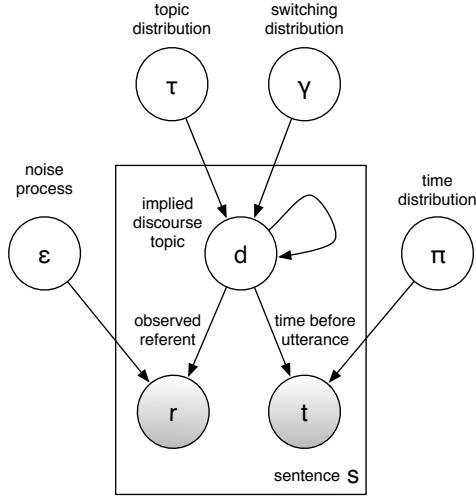 topic
distribution
switching
distribution
τ
γ
noise
process
implied
discourse
topic
time
distribution
ε
d
π
observed
referent
time before
utterance
r
t
sentence s